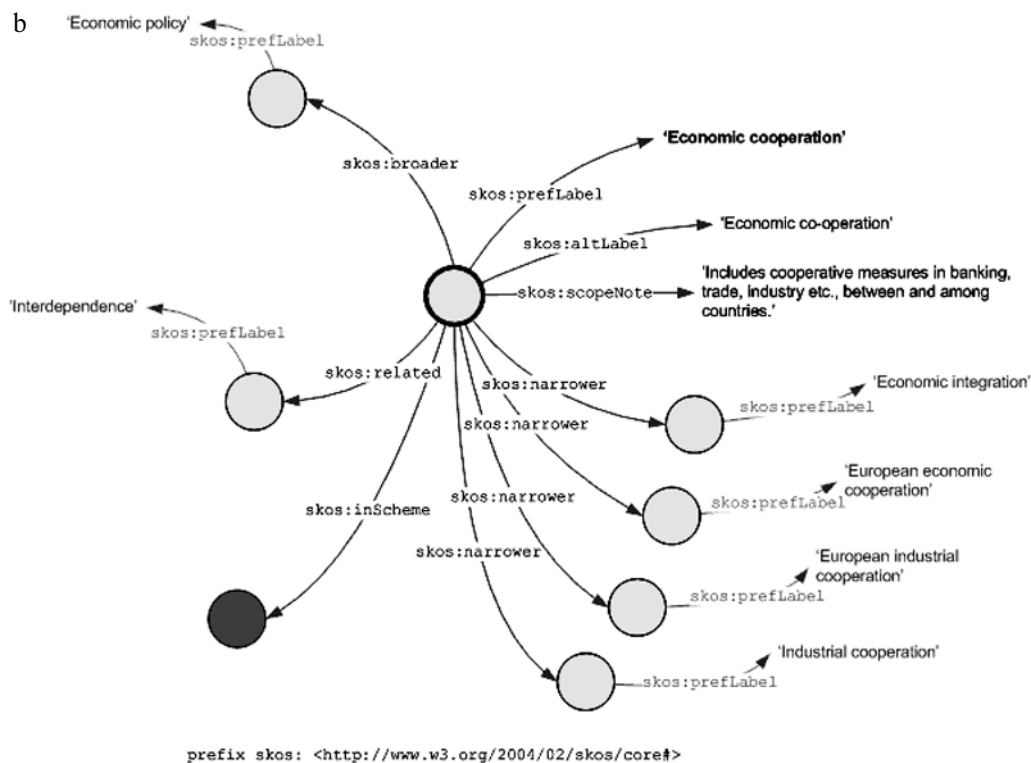 b
'Economic policy'
skos:prefLabel
skos:broader
'Economic cooperation'
skos:prefLabel
'Economic co-operation'
skos:altLabel
'Includes cooperative measures in banking,
trade, industry etc., between and among
countries.'
skos:scopeNote
'Interdependence'
skos:prefLabel
skos:related
skos:narrower
'Economic integration'
skos:prefLabel
skos:narrower
'European economic
cooperation'
skos:prefLabel
skos:narrower
skos:inScheme
skos:narrower
'European industrial
cooperation'
skos:prefLabel
'Industrial cooperation'
skos:prefLabel
prefix skos: <http://www.w3.org/2004/02/skos/core#>